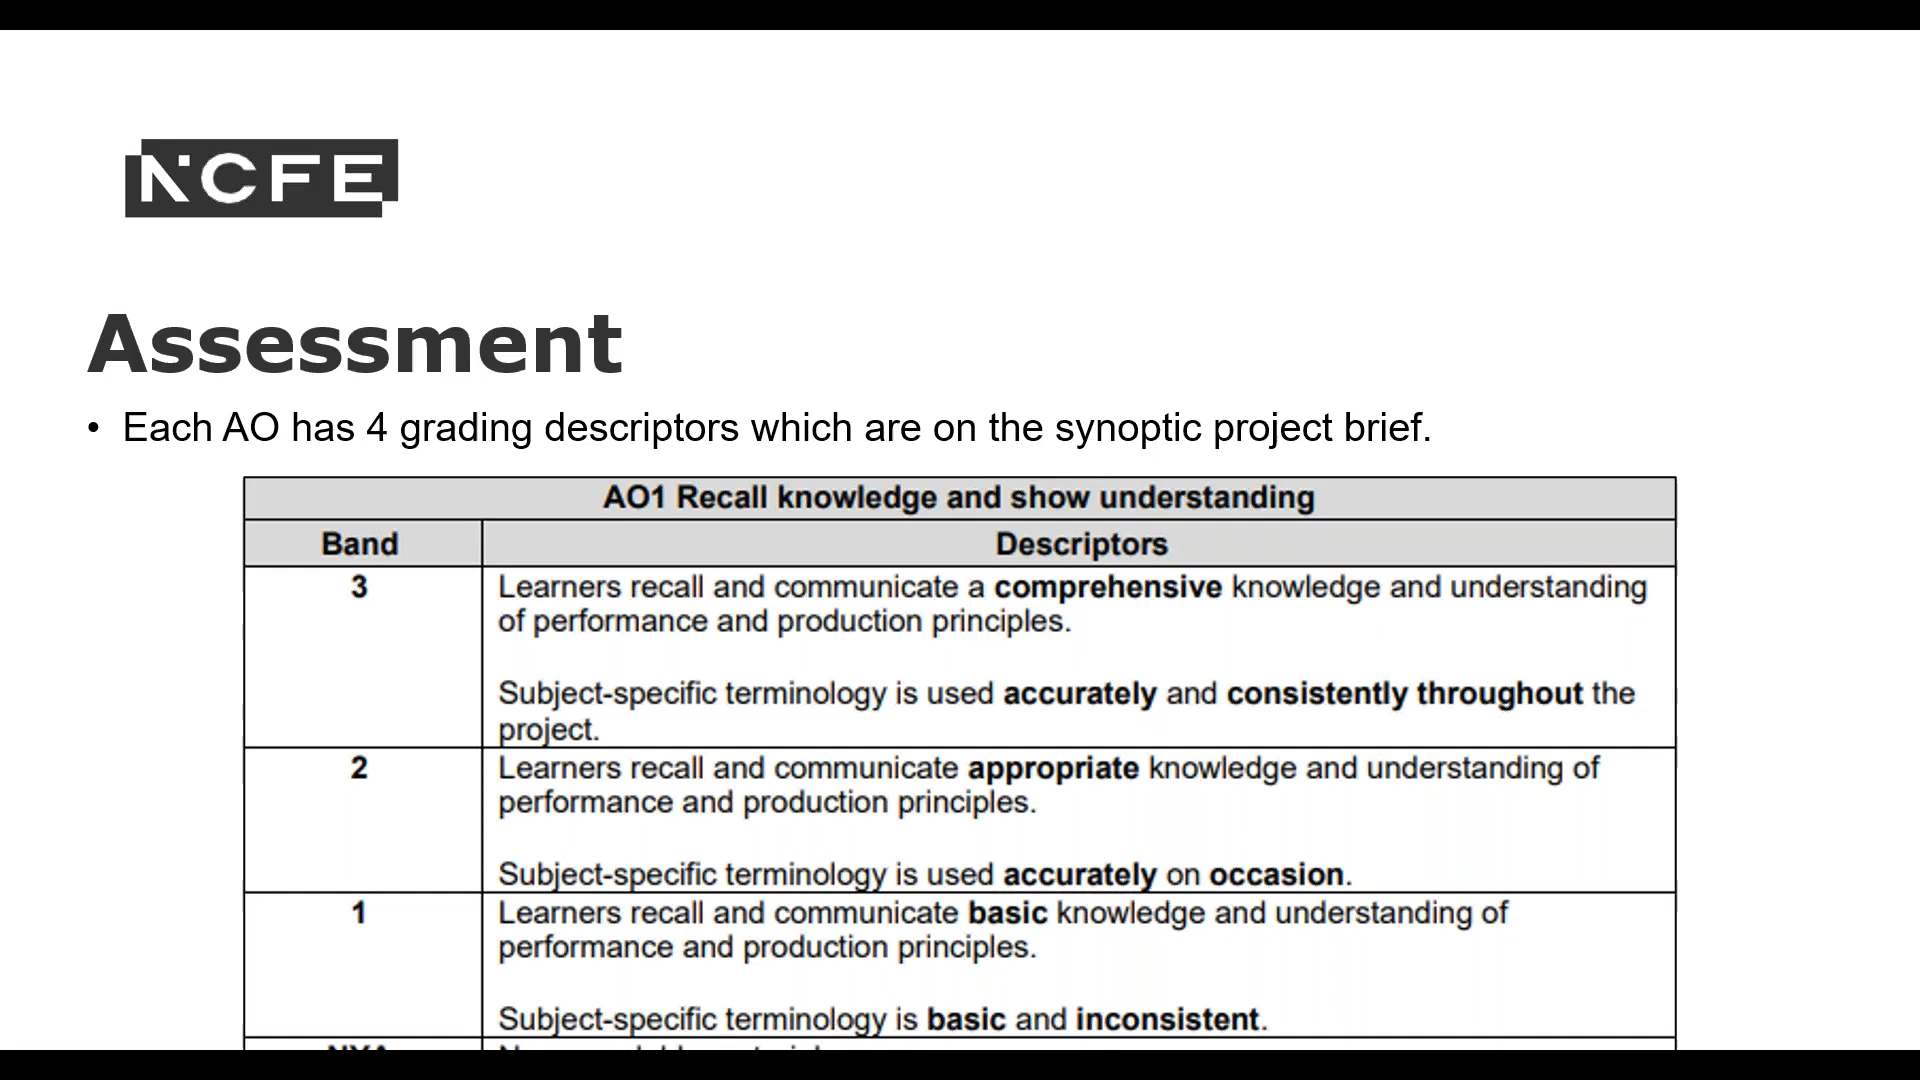 NCFE
Assessment
• Each AO has 4 grading descriptors which are on the synoptic project brief.
AO1 Recall knowledge and show understanding
Band Descriptors
3 Learners recall and communicate a comprehensive knowledge and understanding
of performance and production principles.
Subject-specific terminology is used accurately and consistently throughout the
project.
2 Learners recall and communicate appropriate knowledge and understanding of
performance and production principles.
Subject-specific terminology is used accurately on occasion.
1 Learners recall and communicate basic knowledge and understanding of
performance and production principles.
Subject-specific terminology is basic and inconsistent.